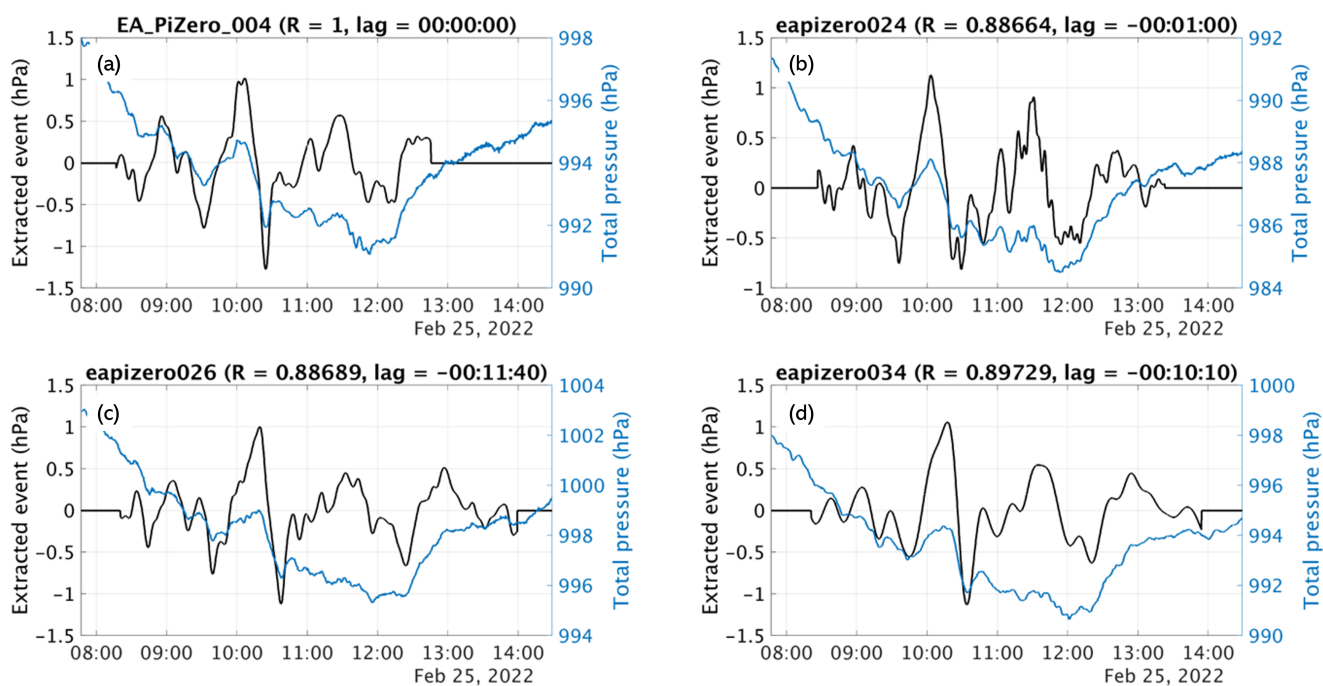 EA_PiZero_004 (R = 1, lag = 00:00:00)
(a)
Extracted event (hPa)
1.5
1
0.5
0
−0.5
−1
−1.5
998
996
994
992
990
Total pressure (hPa)
08:00 09:00 10:00 11:00 12:00 13:00 14:00
Feb 25, 2022
eapizero024 (R = 0.88664, lag = −00:01:00)
(b)
Extracted event (hPa)
1.5
1
0.5
0
−0.5
−1
992
990
988
986
984
Total pressure (hPa)
08:00 09:00 10:00 11:00 12:00 13:00 14:00
Feb 25, 2022
eapizero026 (R = 0.88689, lag = −00:11:40)
(c)
Extracted event (hPa)
1.5
1
0.5
0
−0.5
−1
−1.5
1004
1002
1000
998
996
994
Total pressure (hPa)
08:00 09:00 10:00 11:00 12:00 13:00 14:00
Feb 25, 2022
eapizero034 (R = 0.89729, lag = −00:10:10)
(d)
Extracted event (hPa)
1.5
1
0.5
0
−0.5
−1
−1.5
1000
998
996
994
992
990
Total pressure (hPa)
08:00 09:00 10:00 11:00 12:00 13:00 14:00
Feb 25, 2022